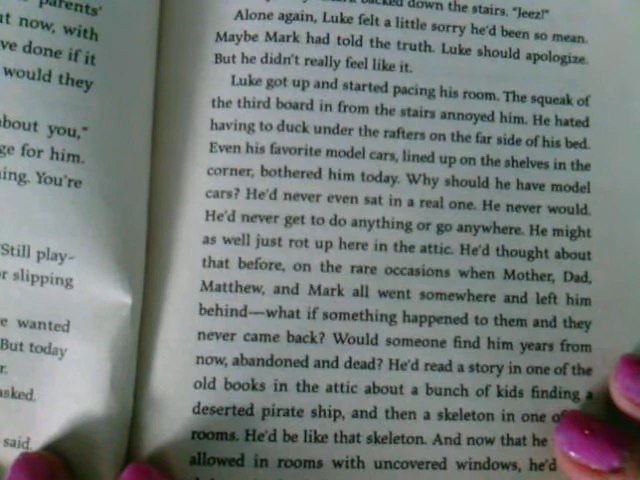 parents'
t now, with
ve done if it
would they
bout you,"
ge for him.
ing. You're
"Still play-
r slipping
e wanted
But today
r.
asked.
said.
backed down the stairs. "Jeez!"
Alone again, Luke felt a little sorry he'd been so mean.
Maybe Mark had told the truth. Luke should apologize.
But he didn't really feel like it.
Luke got up and started pacing his room. The squeak of
the third board in from the stairs annoyed him. He hated
having to duck under the rafters on the far side of his bed.
Even his favorite model cars, lined up on the shelves in the
corner, bothered him today. Why should he have model
cars? He'd never even sat in a real one. He never would.
He'd never get to do anything or go anywhere. He might
as well just rot up here in the attic. He'd thought about
that before, on the rare occasions when Mother, Dad,
Matthew, and Mark all went somewhere and left him
behind—what if something happened to them and they
never came back? Would someone find him years from
now, abandoned and dead? He'd read a story in one of the
old books in the attic about a bunch of kids finding a
deserted pirate ship, and then a skeleton in one of
rooms. He'd be like that skeleton. And now that he
allowed in rooms with uncovered windows, he'd